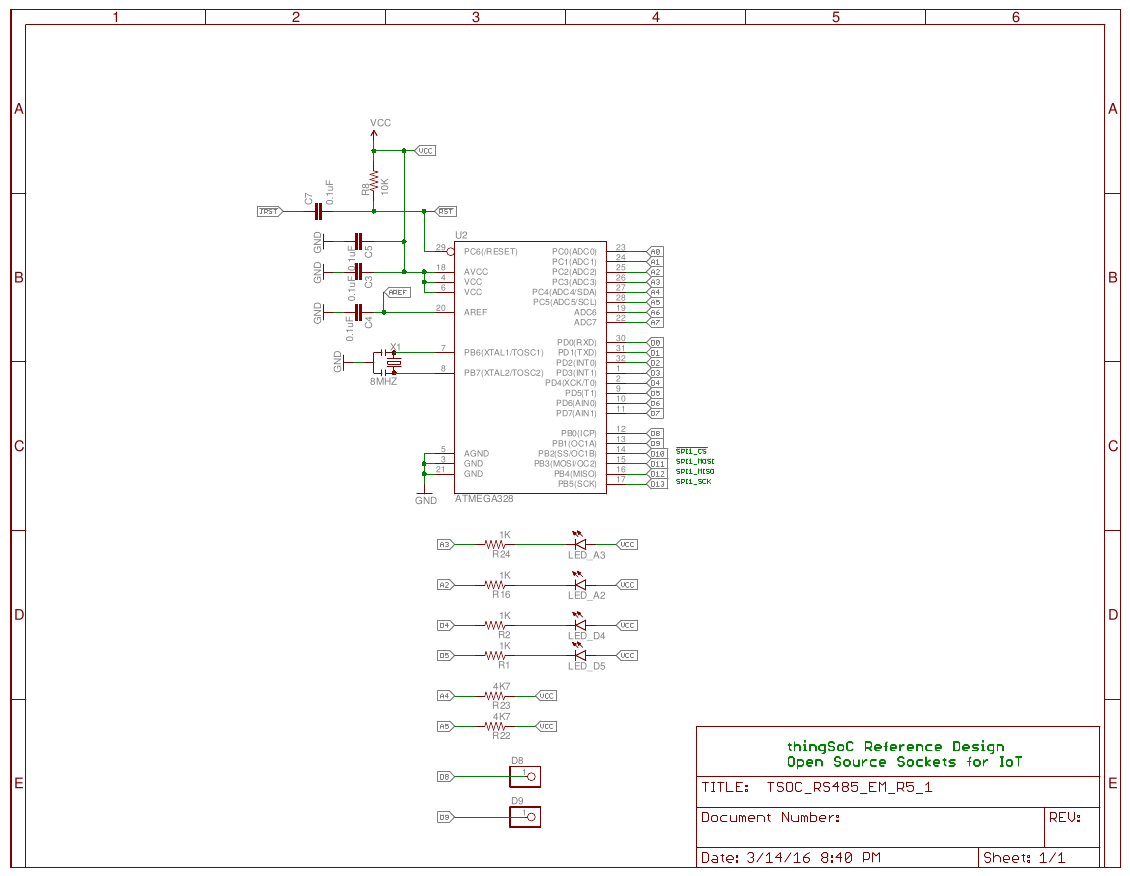 1 2 3 4 5 6
A A
B B
C C
D D
E E
VCC
VCC
R8
10K
C7
0.1uF
RST
GND
C5
0.1uF
GND
C3
0.1uF
AREF
GND
C4
0.1uF
GND
X1
8MHZ
U2
29 PC6(/RESET)
18 AVCC
4 VCC
6 VCC
20 AREF
7 PB6(XTAL1/TOSC1)
8 PB7(XTAL2/TOSC2)
5 AGND
3 GND
21 GND
GND
ATMEGA328
PC0(ADC0) 23 A0
PC1(ADC1) 24 A1
PC2(ADC2) 25 A2
PC3(ADC3) 26 A3
PC4(ADC4/SDA) 27 A4
PC5(ADC5/SCL) 28 A5
ADC6 19 A6
ADC7 22 A7
PD0(RXD) 30 D0
PD1(TXD) 31 D1
PD2(INT0) 32 D2
PD3(INT1) 1 D3
PD4(XCK/T0) 2 D4
PD5(T1) 9 D5
PD6(AIN0) 10 D6
PD7(AIN1) 11 D7
PB0(ICP) 12 D8
PB1(OC1A) 13 D9
PB2(SS/OC1B) 14 D10 SPI1_CS
PB3(MOSI/OC2) 15 D11 SPI1_MOSI
PB4(MISO) 16 D12 SPI1_MISO
PB5(SCK) 17 D13 SPI1_SCK
A3 1K R24 LED_A3 VCC
A2 1K R16 LED_A2 VCC
D4 1K R2 LED_D4 VCC
D5 1K R1 LED_D5 VCC
A4 4K7 R23 VCC
A5 4K7 R22 VCC
D8 D8 1
D9 D9 1
thingSoC Reference Design
Open Source Sockets for IoT
TITLE: TSOC_RS485_EM_R5_1
Document Number:
REV:
Date: 3/14/16 8:40 PM
Sheet: 1/1